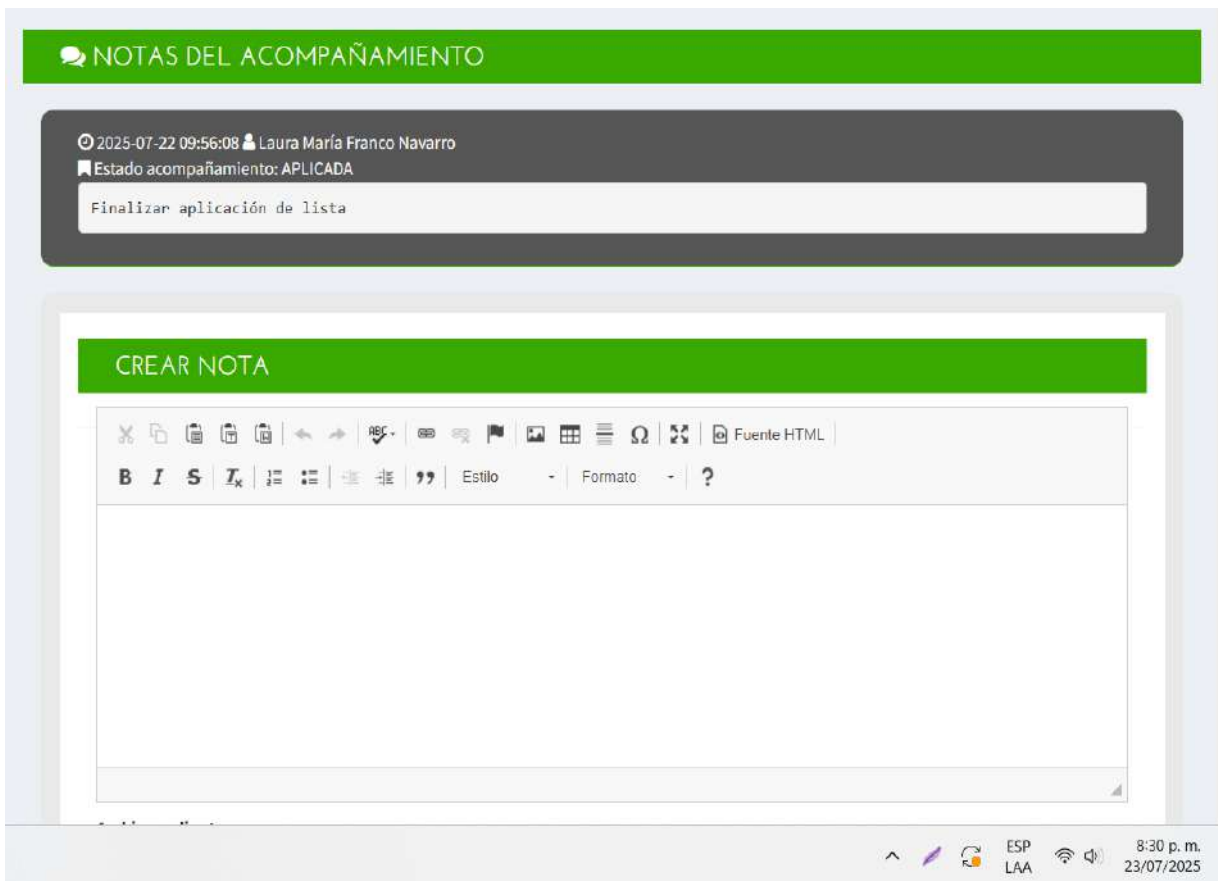 NOTAS DEL ACOMPAÑAMIENTO
2025-07-22 09:56:08 Laura María Franco Navarro
Estado acompañamiento: APLICADA
Finalizar aplicación de lista
CREAR NOTA
Fuente HTML
B I S Tx Estilo Formato ?
ESP
LAA
8:30 p. m.
23/07/2025